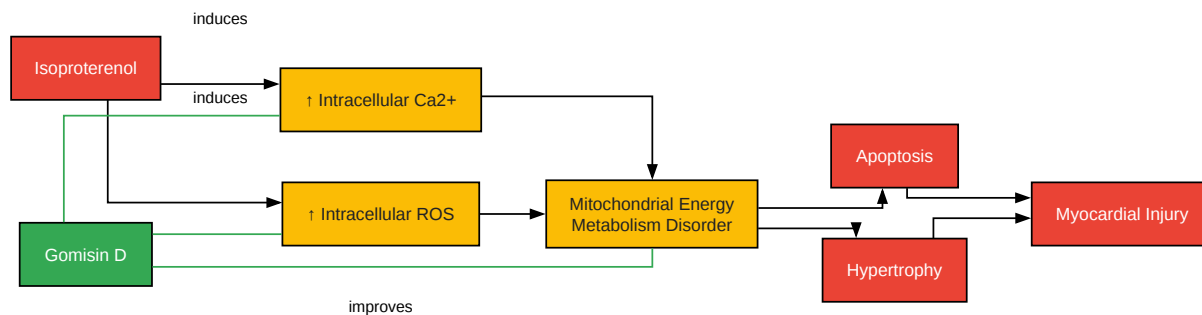 induces
Isoproterenol
induces
↑ Intracellular Ca2+
Apoptosis
↑ Intracellular ROS
Mitochondrial Energy
Metabolism Disorder
Myocardial Injury
Gomisin D
Hypertrophy
improves